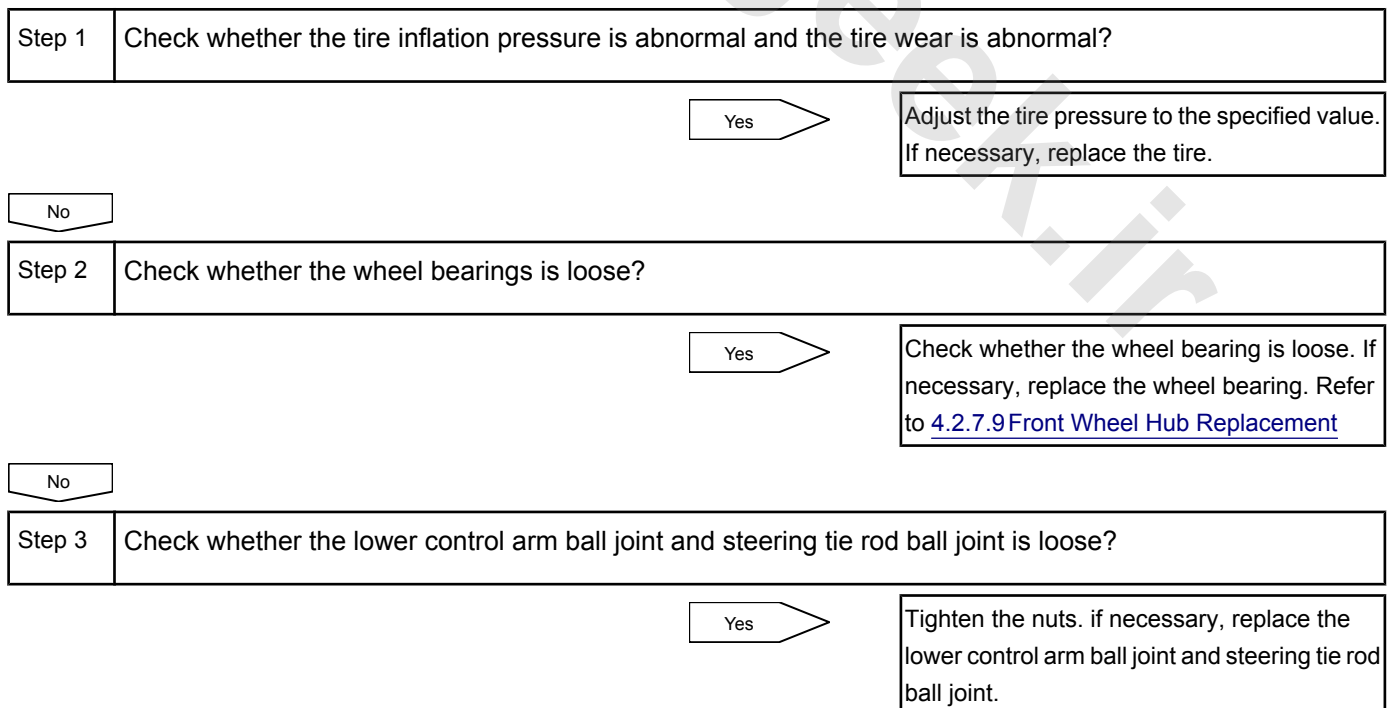 Step 1
Check whether the tire inflation pressure is abnormal and the tire wear is abnormal?
Yes
Adjust the tire pressure to the specified value.
If necessary, replace the tire.
No
Step 2
Check whether the wheel bearings is loose?
Yes
Check whether the wheel bearing is loose. If
necessary, replace the wheel bearing. Refer
to 4.2.7.9 Front Wheel Hub Replacement
No
Step 3
Check whether the lower control arm ball joint and steering tie rod ball joint is loose?
Yes
Tighten the nuts. if necessary, replace the
lower control arm ball joint and steering tie rod
ball joint.
eek.ir